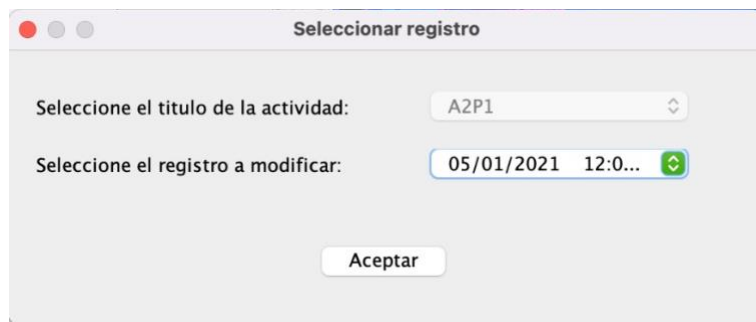 Seleccionar registro
Seleccione el titulo de la actividad: A2P1
Seleccione el registro a modificar: 05/01/2021 12:0...
Aceptar